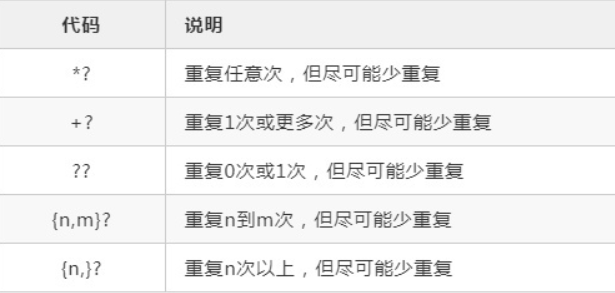 代码 说明
*? 重复任意次，但尽可能少重复
+? 重复1次或更多次，但尽可能少重复
?? 重复0次或1次，但尽可能少重复
{n,m}? 重复n到m次，但尽可能少重复
{n,}? 重复n次以上，但尽可能少重复